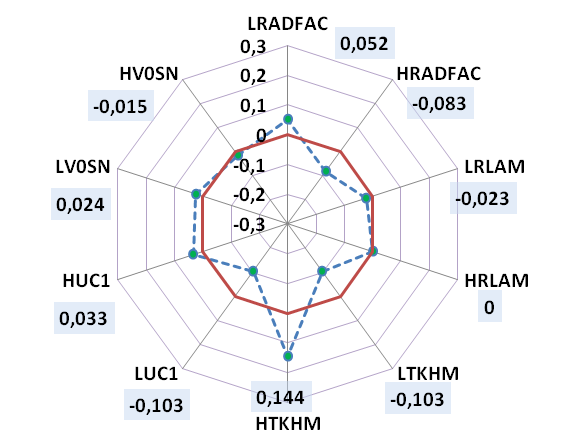 LRADFAC
0,052
0,3
0,2
0,1
0
-0,1
-0,2
-0,3
HRADFAC
-0,083
LRLAM
-0,023
HRLAM
0
LTKHM
-0,103
0,144
HTKHM
LUC1
-0,103
HUC1
0,033
LV0SN
0,024
HV0SN
-0,015